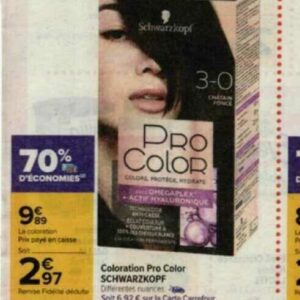 Schwarzkopf
3-0
CHÂTAIN
FONCÉ
PRO
COLOR
COLORE, PROTÈGE, HYDRATE
AVEC OMEGAPLEX
+ ACTIF HYALURONIQUE
70%
D'ÉCONOMIES
9€89
La coloration
Prix payé en caisse
Soit
2€97
Remise Fidélité déduite
Coloration Pro Color
SCHWARZKOPF
Différentes nuances
Soit 6,92 € sur la Carte Carrefour